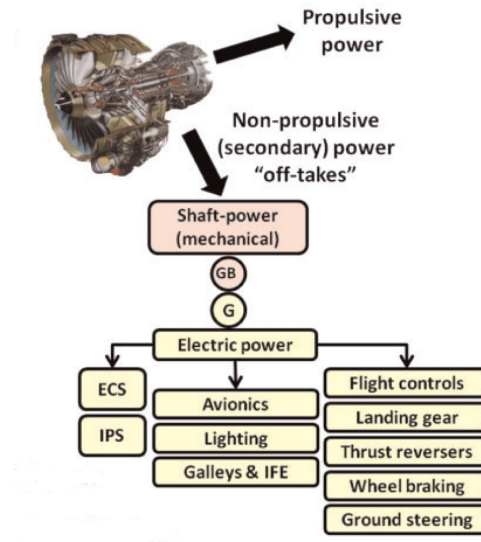 Propulsive
power
Non-propulsive
(secondary) power
“off-takes”
Shaft-power
(mechanical)
GB
G
Electric power
ECS
IPS
Avionics
Lighting
Galleys & IFE
Flight controls
Landing gear
Thrust reversers
Wheel braking
Ground steering